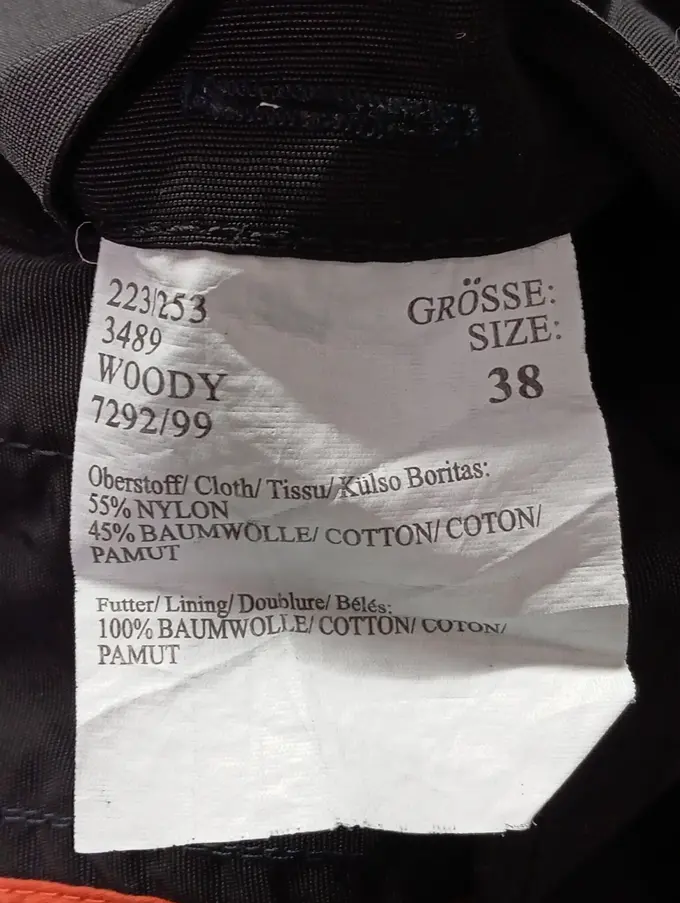 223/253
3489
WOODY
7292/99
GRÖSSE:
SIZE:
38
Oberstoff/ Cloth/ Tissu/ Külso Boritas:
55% NYLON
45% BAUMWOLLE/ COTTON/ COTON/
PAMUT
Futter/ Lining/ Doublure/ Bélés:
100% BAUMWOLLE/ COTTON/ COTON/
PAMUT